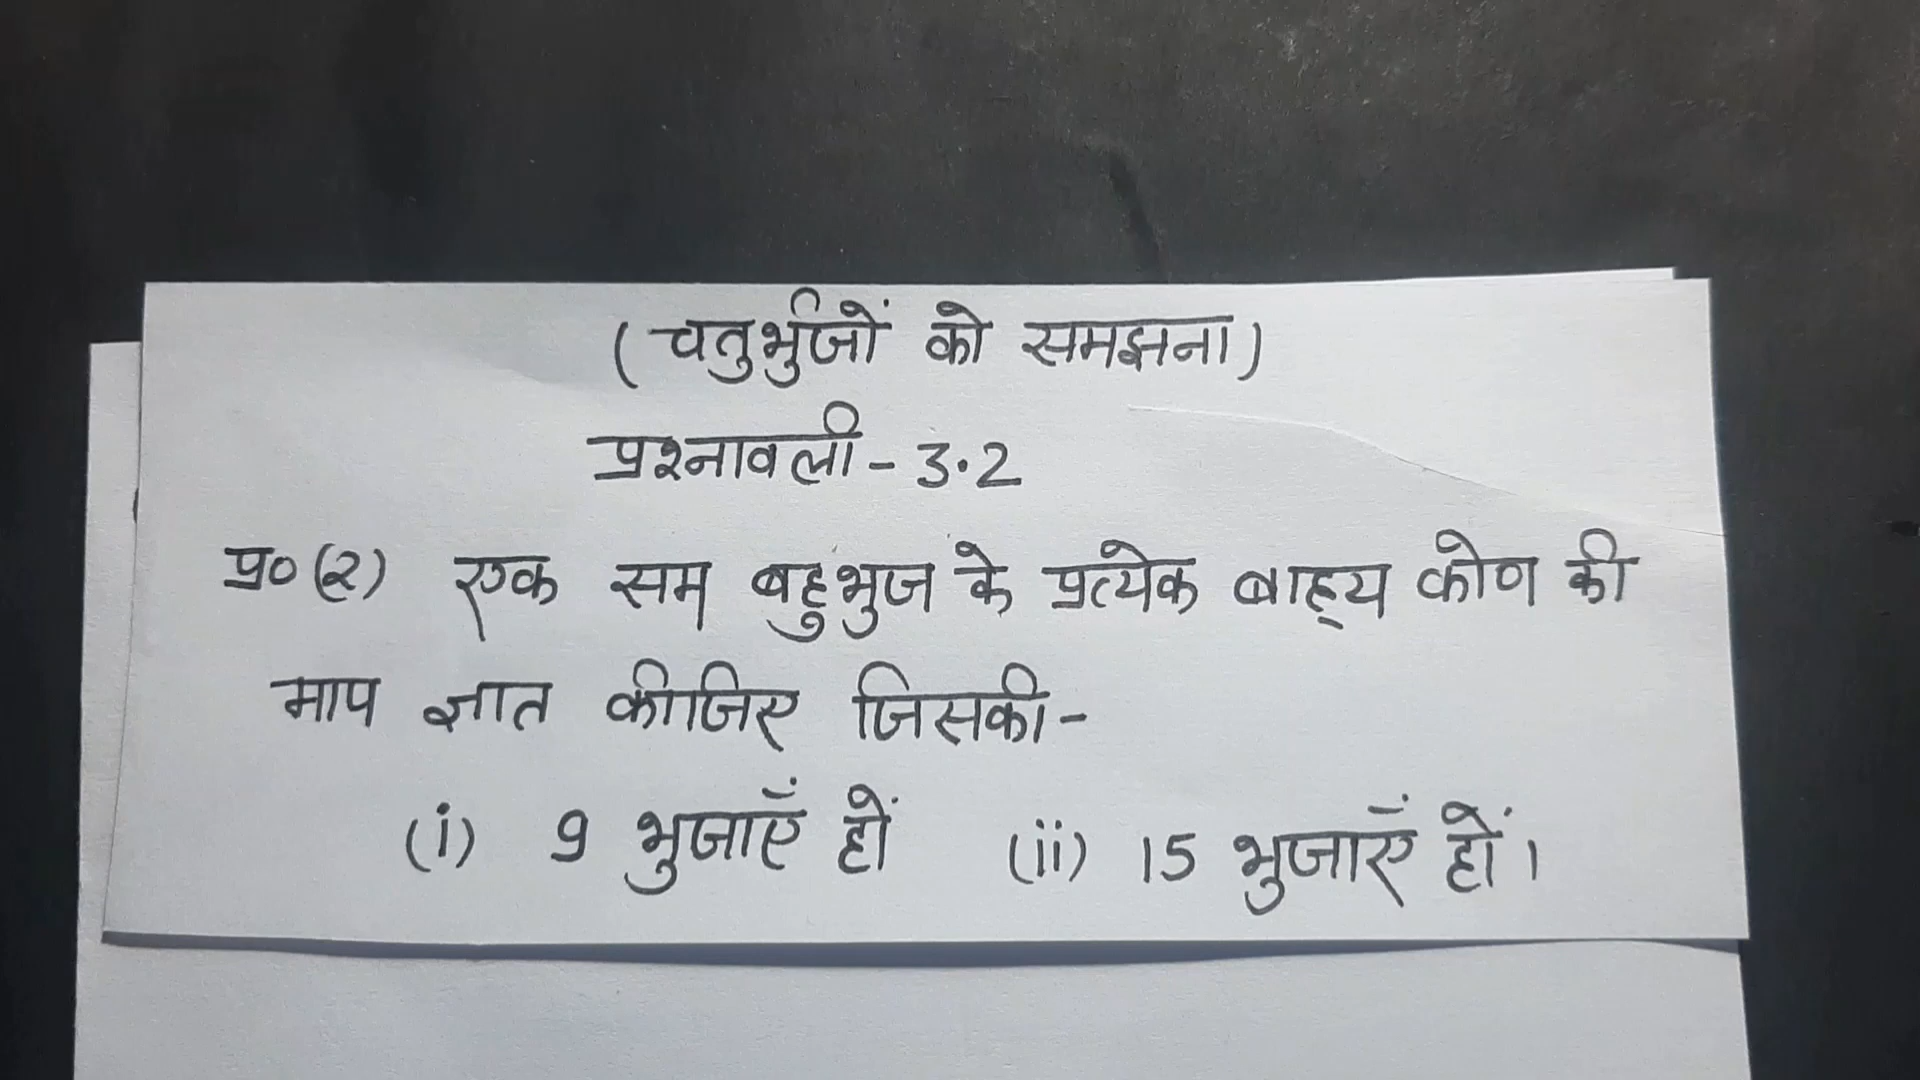 (चतुर्भुजों को समझना)
प्रश्नावली - 3.2
प्र० (2) एक सम बहुभुज के प्रत्येक बाह्य कोण की
माप ज्ञात कीजिए जिसकी-
(i) 9 भुजाएँ हों (ii) 15 भुजाएँ हों।